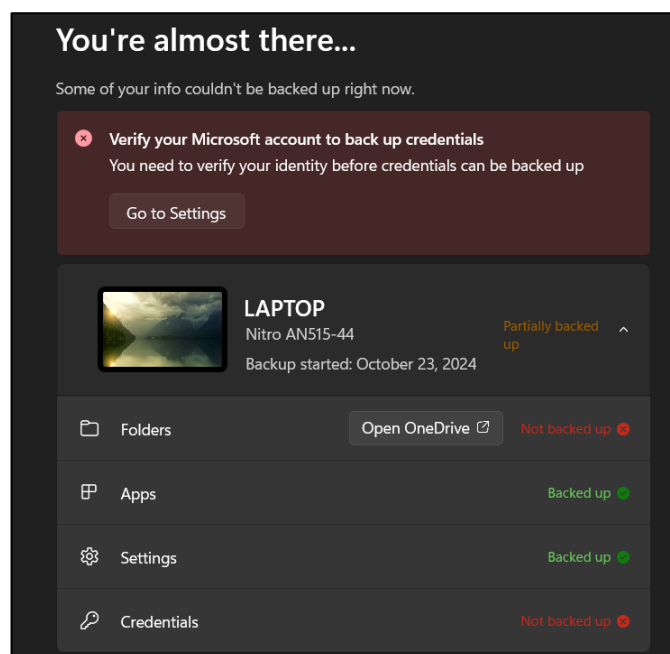 You're almost there...
Some of your info couldn't be backed up right now.
Verify your Microsoft account to back up credentials
You need to verify your identity before credentials can be backed up
Go to Settings
LAPTOP
Nitro AN515-44
Backup started: October 23, 2024
Partially backed
up
Folders
Open OneDrive
Not backed up
Apps
Backed up
Settings
Backed up
Credentials
Not backed up